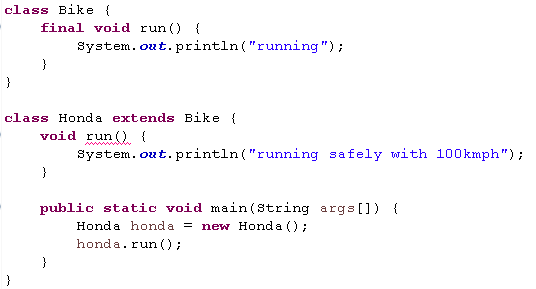 class Bike {
    final void run() {
        System.out.println("running");
    }
}

class Honda extends Bike {
    void run() {
        System.out.println("running safely with 100kmph");
    }

    public static void main(String args[]) {
        Honda honda = new Honda();
        honda.run();
    }
}